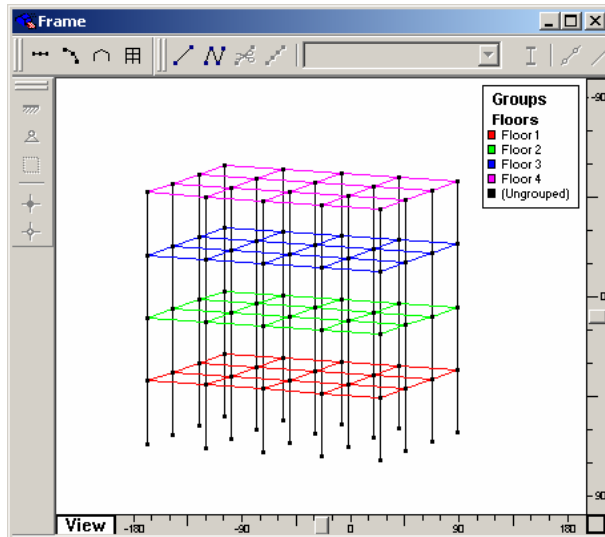 Frame
Groups
Floors
Floor 1
Floor 2
Floor 3
Floor 4
(Ungrouped)
-90
0
90
View
-180
-90
0
90
180